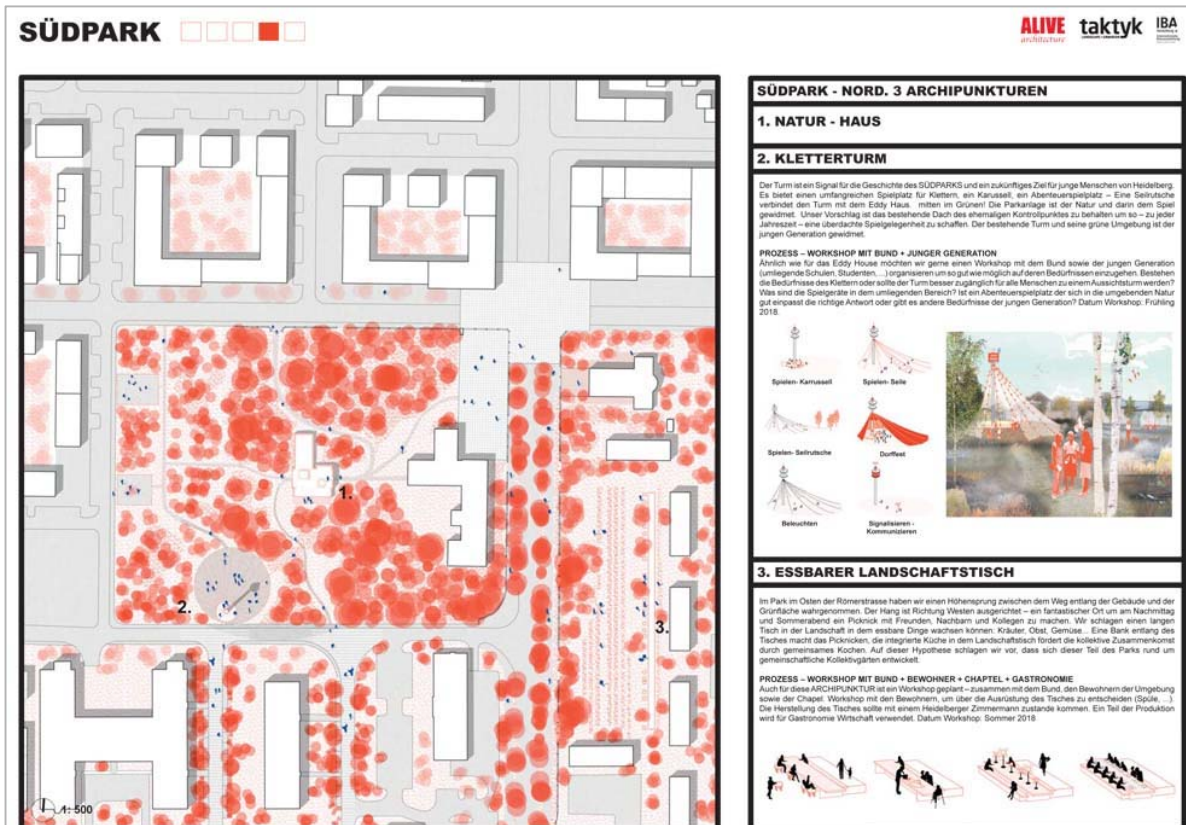 SÜDPARK
ALIVE
architecture
taktyk
IBA
SÜDPARK - NORD. 3 ARCHIPUNKTUREN
1. NATUR - HAUS
2. KLETTERTURM
Der Turm ist ein Signal für die Geschichte des SÜDPARKS und ein zukünftiges Ziel für junge Menschen von Heidelberg.
Es bietet einen umfangreichen Spielplatz für Klettern, ein Karussell, ein Abenteuerspielplatz – Eine Seilrutsche
verbindet den Turm mit dem Eddy Haus. mitten im Grünen! Die Parkanlage ist der Natur und darin dem Spiel
gewidmet. Unser Vorschlag ist das bestehende Dach des ehemaligen Kontrollpunktes zu behalten um so – zu jeder
Jahreszeit – eine überdachte Spielgelegenheit zu schaffen. Der bestehende Turm und seine grüne Umgebung ist der
jungen Generation gewidmet.
PROZESS – WORKSHOP MIT BUND + JUNGER GENERATION
Ähnlich wie für das Eddy House möchten wir gerne einen Workshop mit dem Bund sowie der jungen Generation
(umliegende Schulen, Studenten, ...) organisieren um so gut wie möglich auf deren Bedürfnissen einzugehen. Bestehen
die Bedürfnisse des Klettern oder sollte der Turm besser zugänglich für alle Menschen zu einem Aussichtsturm werden?
Was sind die Spielgeräte in dem umliegenden Bereich? Ist ein Abenteuerspielplatz der sich in die umgebenden Natur
gut einpasst die richtige Antwort oder gibt es andere Bedürfnisse der jungen Generation? Datum Workshop: Frühling
2018.
Spielen- Karrussell
Spielen- Seile
Spielen- Seilrutsche
Durffest
Beleuchten
Signalisieren -
Kommunizieren
3. ESSBARER LANDSCHAFTSTISCH
Im Park im Osten der Römerstrasse haben wir einen Höhensprung zwischen dem Weg entlang der Gebäude und der
Grünfläche wahrgenommen. Der Hang ist Richtung Westen ausgerichtet – ein fantastischer Ort um am Nachmittag
und Sommerabend ein Picknick mit Freunden, Nachbarn und Kollegen zu machen. Wir schlagen einen langen
Tisch in der Landschaft in dem essbare Dinge wachsen können: Kräuter, Obst, Gemüse... Eine Bank entlang des
Tisches macht das Picknicken, die integrierte Küche in dem Landschaftstisch fördert die kollektive Zusammenkomst
durch gemeinsames Kochen. Auf dieser Hypothese schlagen wir vor, dass sich dieser Teil des Parks rund um
gemeinschaftliche Kollektivgärten entwickelt.
PROZESS – WORKSHOP MIT BUND + BEWOHNER + CHAPTEL + GASTRONOMIE
Auch für diese ARCHIPUNKTUR ist ein Workshop geplant – zusammen mit dem Bund, den Bewohnern der Umgebung
sowie der Chapel. Workshop mit den Bewohnern, um über die Ausrüstung des Tisches zu entscheiden (Spüle, ...).
Die Herstellung des Tisches sollte mit einem Heidelberger Zimmermann zustande kommen. Ein Teil der Produktion
wird für Gastronomie Wirtschaft verwendet. Datum Workshop: Sommer 2018
1.
2.
3.
1: 500